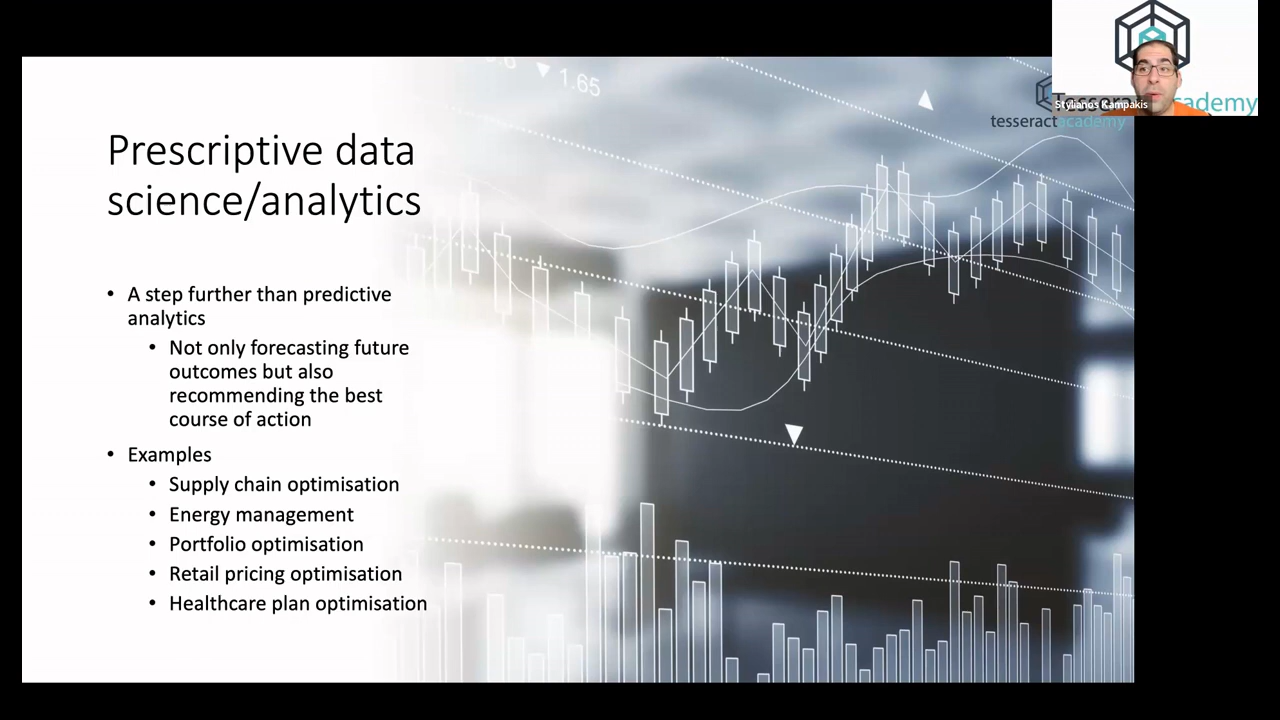 Prescriptive data
science/analytics
• A step further than predictive
analytics
• Not only forecasting future
outcomes but also
recommending the best
course of action
• Examples
• Supply chain optimisation
• Energy management
• Portfolio optimisation
• Retail pricing optimisation
• Healthcare plan optimisation
1.65
Stylianos Kampakis
tesseractacademy